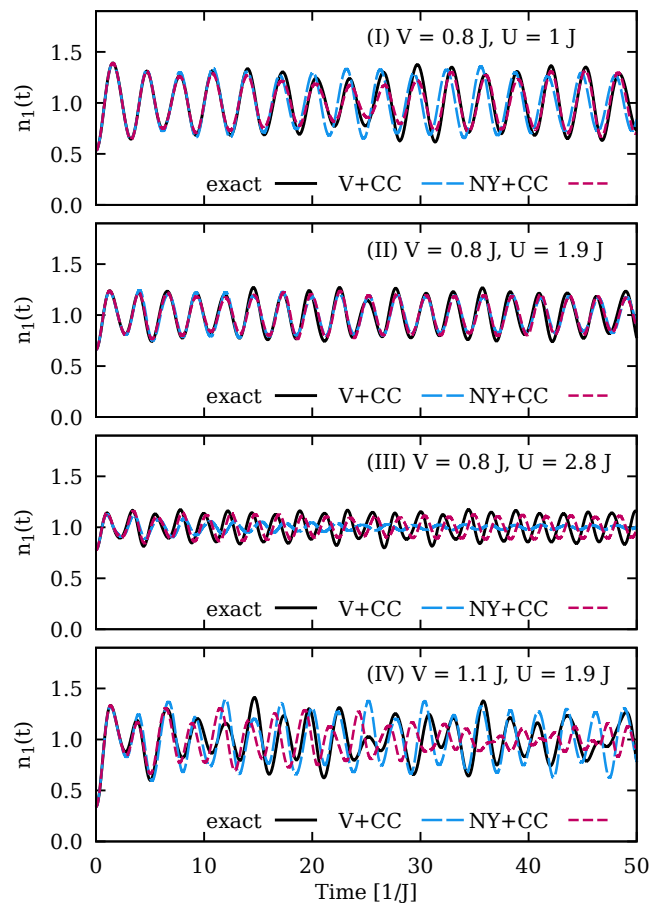 (I) V = 0.8 J, U = 1 J
n₁(t)
1.5
1.0
0.5
0.0
exact V+CC NY+CC
(II) V = 0.8 J, U = 1.9 J
n₁(t)
1.5
1.0
0.5
0.0
exact V+CC NY+CC
(III) V = 0.8 J, U = 2.8 J
n₁(t)
1.5
1.0
0.5
0.0
exact V+CC NY+CC
(IV) V = 1.1 J, U = 1.9 J
n₁(t)
1.5
1.0
0.5
0.0
exact V+CC NY+CC
0 10 20 30 40 50
Time [1/J]